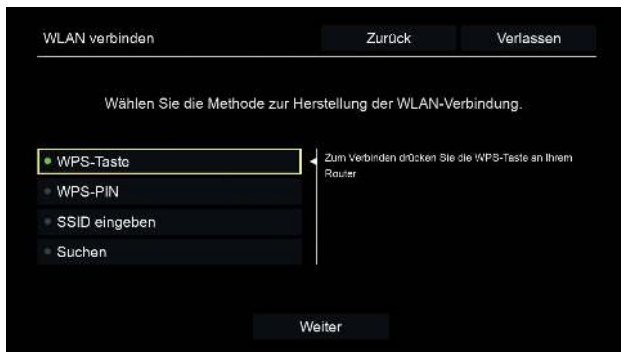 WLAN verbinden Zurück Verlassen
Wählen Sie die Methode zur Herstellung der WLAN-Verbindung.
WPS-Taste
Zum Verbinden drücken Sie die WPS-Taste an Ihrem
Router
WPS-PIN
SSID eingeben
Suchen
Weiter